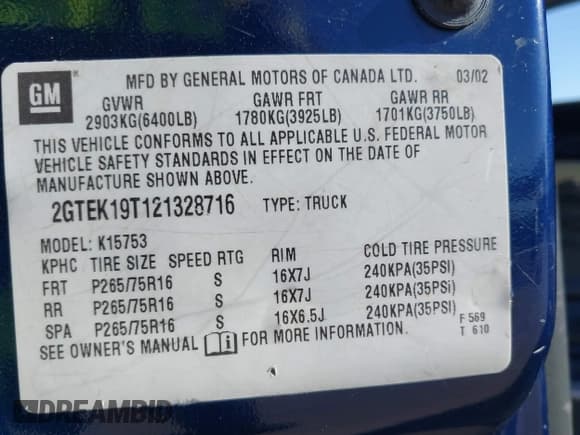 GM ® MFD BY GENERAL MOTORS OF CANADA LTD. 03/02
GVWR GAWR FRT GAWR RR
2903KG(6400LB) 1780KG(3925LB) 1701KG(3750LB)
THIS VEHICLE CONFORMS TO ALL APPLICABLE U.S. FEDERAL MOTOR
VEHICLE SAFETY STANDARDS IN EFFECT ON THE DATE OF
MANUFACTURE SHOWN ABOVE.
2GTEK19T121328716 TYPE: TRUCK
MODEL: K15753
KPHC TIRE SIZE SPEED RTG RIM COLD TIRE PRESSURE
FRT P265/75R16 S 16X7J 240KPA(35PSI)
RR P265/75R16 S 16X7J 240KPA(35PSI)
SPA P265/75R16 S 16X6.5J 240KPA(35PSI)
SEE OWNER'S MANUAL FOR MORE INFORMATION.
F 569
T 610
DREAMBID